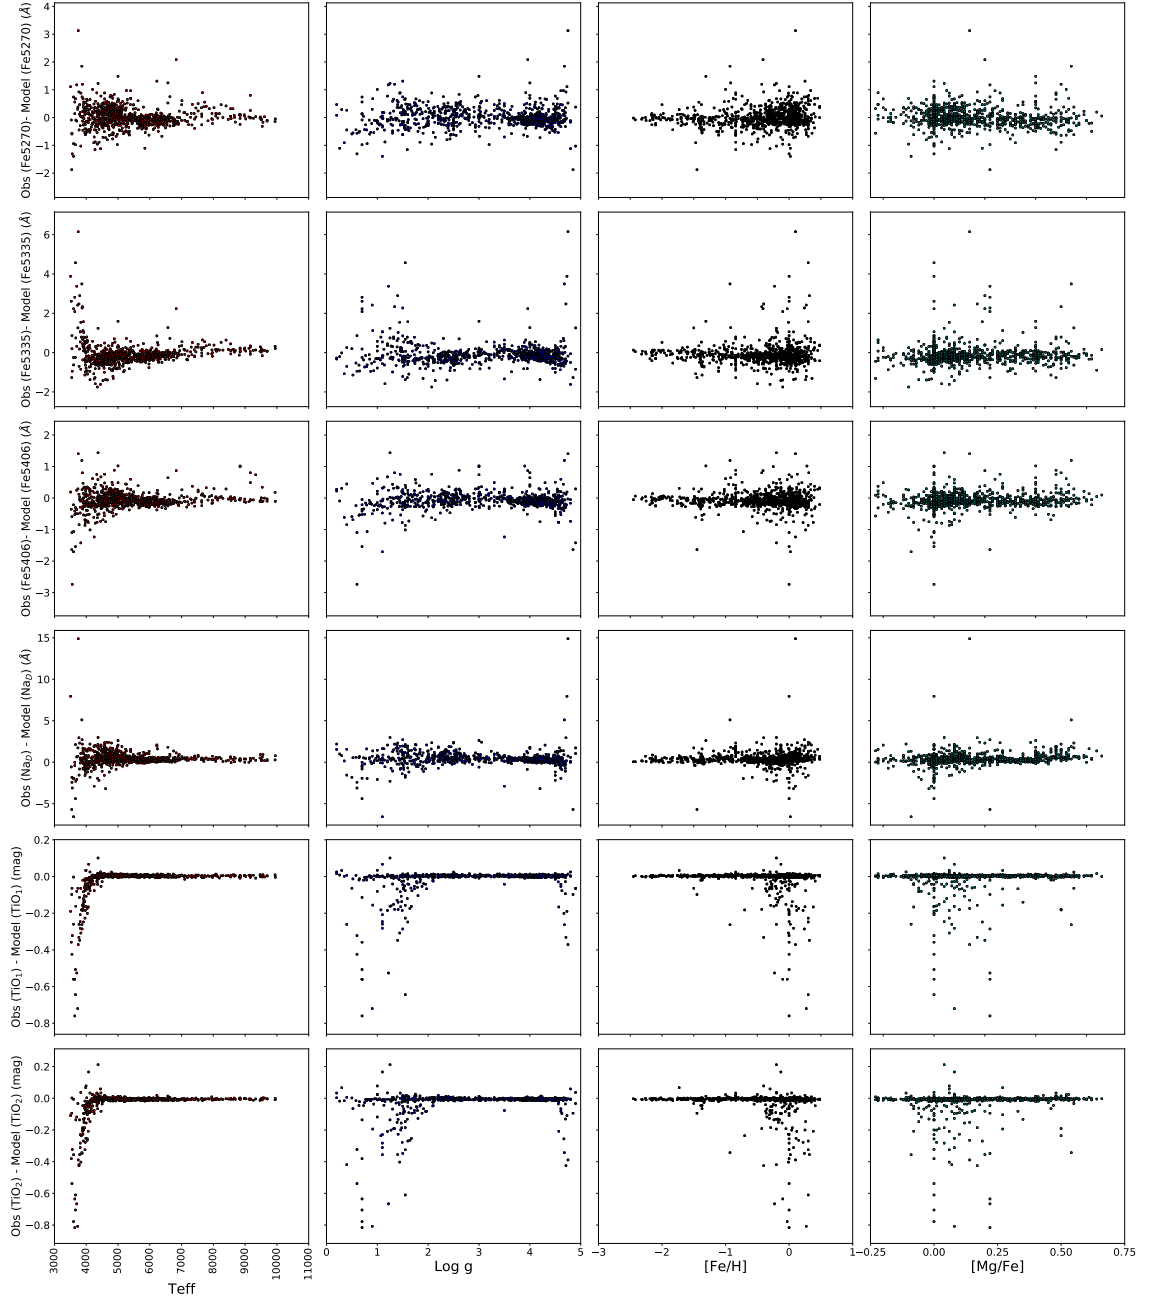 Obs (Fe5270)- Model (Fe5270) (Å)
4
3
2
1
0
−1
−2
Obs (Fe5335)- Model (Fe5335) (Å)
6
4
2
0
−2
Obs (Fe5406)- Model (Fe5406) (Å)
2
1
0
−1
−2
−3
Obs (Na_D) - Model (Na_D) (Å)
15
10
5
0
−5
Obs (TiO₁) - Model (TiO₁) (mag)
0.2
0.0
−0.2
−0.4
−0.6
−0.8
Obs (TiO₂) - Model (TiO₂) (mag)
0.2
0.0
−0.2
−0.4
−0.6
−0.8
3000 4000 5000 6000 7000 8000 9000 10000 11000
Teff
0 1 2 3 4 5
Log g
−3 −2 −1 0 1
[Fe/H]
−0.25 0.00 0.25 0.50 0.75
[Mg/Fe]